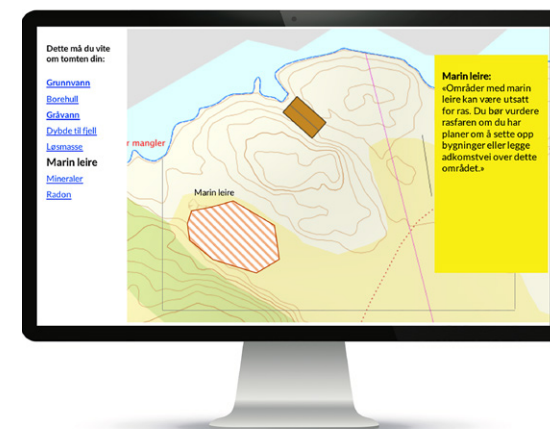 Dette må du vite
om tomten din:
Grunnvann
Borehull
Gråvann
Dybde til fjell
Løsmasse
Marin leire
Mineraler
Radon
r mangler
Marin leire
Marin leire:
«Områder med marin
leire kan være utsatt
for ras. Du bør vurdere
rasfaren om du har
planer om å sette opp
bygninger eller legge
adkomstvei over dette
området.»